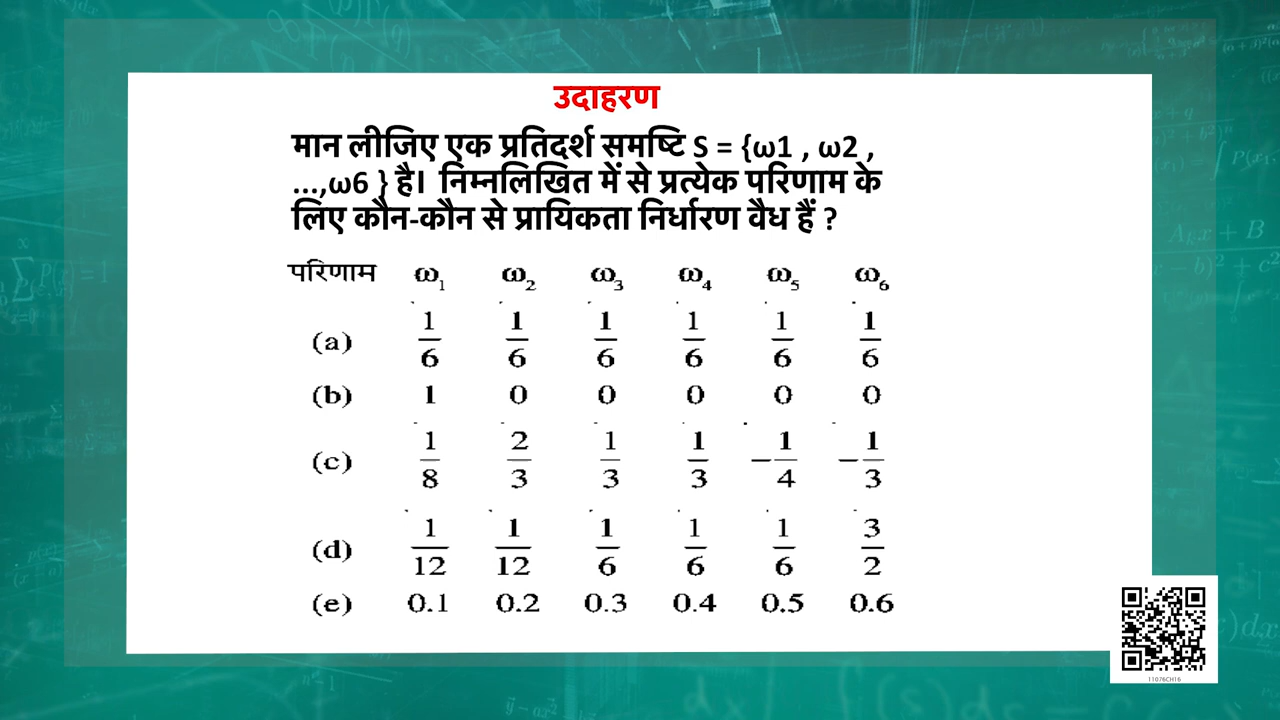 उदाहरण
मान लीजिए एक प्रतिदर्श समष्टि S = {ω1 , ω2 ,
...,ω6 } है। निम्नलिखित में से प्रत्येक परिणाम के
लिए कौन-कौन से प्रायिकता निर्धारण वैध हैं ?
परिणाम ω₁ ω₂ ω₃ ω₄ ω₅ ω₆
(a) 1/6 1/6 1/6 1/6 1/6 1/6
(b) 1 0 0 0 0 0
(c) 1/8 2/3 1/3 1/3 −1/4 −1/3
(d) 1/12 1/12 1/6 1/6 1/6 3/2
(e) 0.1 0.2 0.3 0.4 0.5 0.6
11076CH16